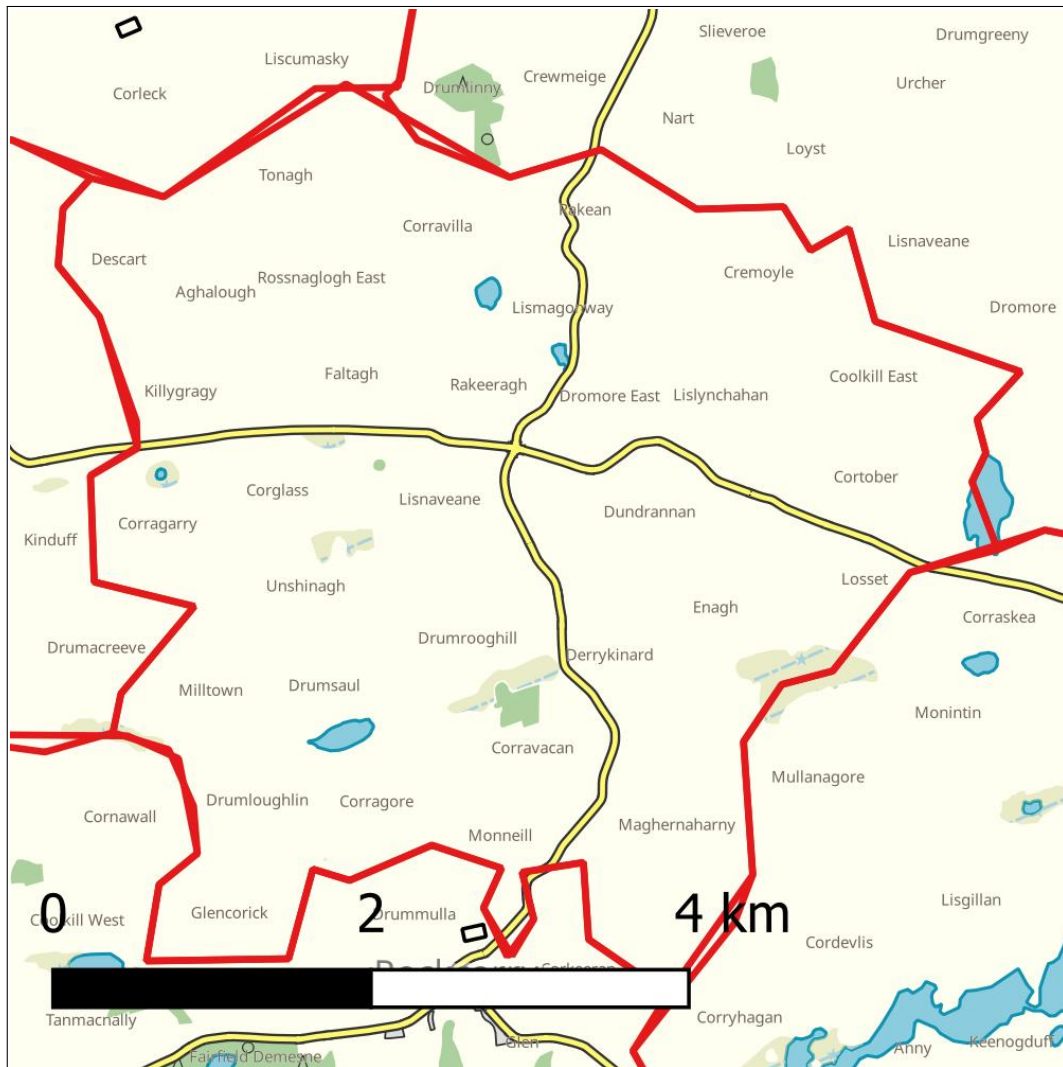 Slieveroe
Drumgreeny
Liscumasky
Crewmeige
Urcher
Drumlinny
Corleck
Nart
Loyst
Tonagh
Rakean
Corravilla
Lisnaveane
Descart
Cremoyle
Rossnaglogh East
Aghalough
Lismagonway
Dromore
Faltagh
Coolkill East
Rakeeragh
Killygragy
Dromore East
Lislynchahan
Cortober
Corglass
Lisnaveane
Dundrannan
Corragarry
Kinduff
Losset
Unshinagh
Enagh
Corraskea
Drumrooghill
Drumacreeve
Derrykinard
Drumsaul
Milltown
Monintin
Corravacan
Mullanagore
Drumloughlin
Corragore
Cornawall
Maghernaharny
Monneill
Lisgillan
0 2 4 km
Glencorick
Drummulla
Coolkill West
Cordevlis
Corkeeran
Tanmacnally
Corryhagan
Glen
Anny
Keenogduff
Fairfield Demesne